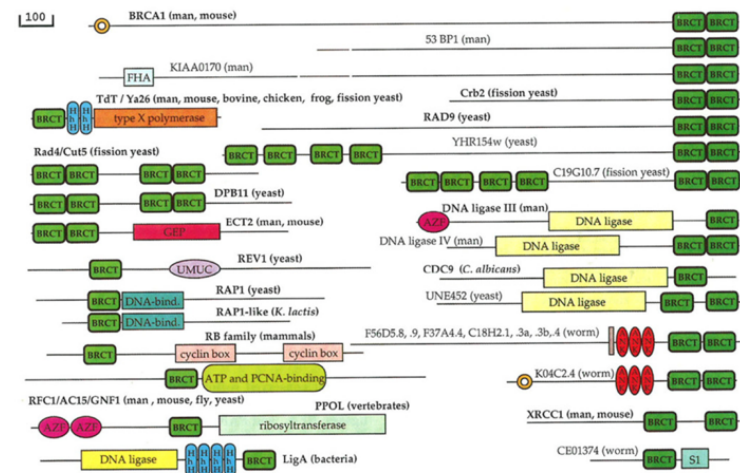 100
BRCA1 (man, mouse) BRCT BRCT
53 BP1 (man) BRCT BRCT
KIAA0170 (man) FHA BRCT BRCT
TdT / Ya26 (man, mouse, bovine, chicken, frog, fission yeast)
BRCT HhH HhH type X polymerase
Crb2 (fission yeast) BRCT BRCT
RAD9 (yeast) BRCT BRCT
YHR154w (yeast) BRCT BRCT BRCT BRCT BRCT BRCT
Rad4/Cut5 (fission yeast)
BRCT BRCT BRCT BRCT
C19G10.7 (fission yeast) BRCT BRCT BRCT BRCT BRCT BRCT
DPB11 (yeast)
BRCT BRCT BRCT BRCT
DNA ligase III (man)
AZF DNA ligase BRCT
ECT2 (man, mouse)
BRCT BRCT GEP
DNA ligase IV (man) DNA ligase BRCT BRCT
REV1 (yeast)
BRCT UMUC
CDC9 (C. albicans) DNA ligase BRCT
RAP1 (yeast)
BRCT DNA-bind.
UNE452 (yeast) DNA ligase BRCT BRCT
RAP1-like (K. lactis)
BRCT DNA-bind.
RB family (mammals)
BRCT cyclin box cyclin box
F56D5.8, .9, F37A4.4, C18H2.1, .3a, .3b,.4 (worm) BRCT BRCT
BRCT ATP and PCNA-binding
K04C2.4 (worm) BRCT BRCT
RFC1/AC15/GNF1 (man , mouse, fly, yeast)
PPOL (vertebrates)
AZF AZF BRCT ribosyltransferase
XRCC1 (man, mouse) BRCT BRCT
DNA ligase HhH HhH HhH HhH BRCT LigA (bacteria)
CE01374 (worm) BRCT S1